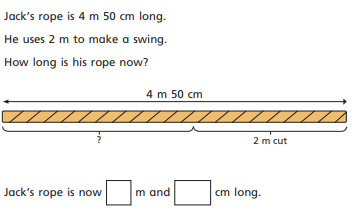 Jack's rope is 4 m 50 cm long.
He uses 2 m to make a swing.
How long is his rope now?
4 m 50 cm
? 2 m cut
Jack's rope is now m and cm long.